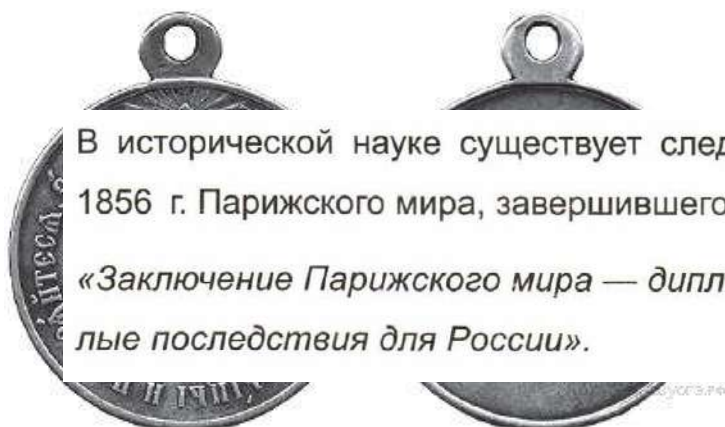 В исторической науке существует след
1856 г. Парижского мира, завершившего
«Заключение Парижского мира — дипл
лые последствия для России».